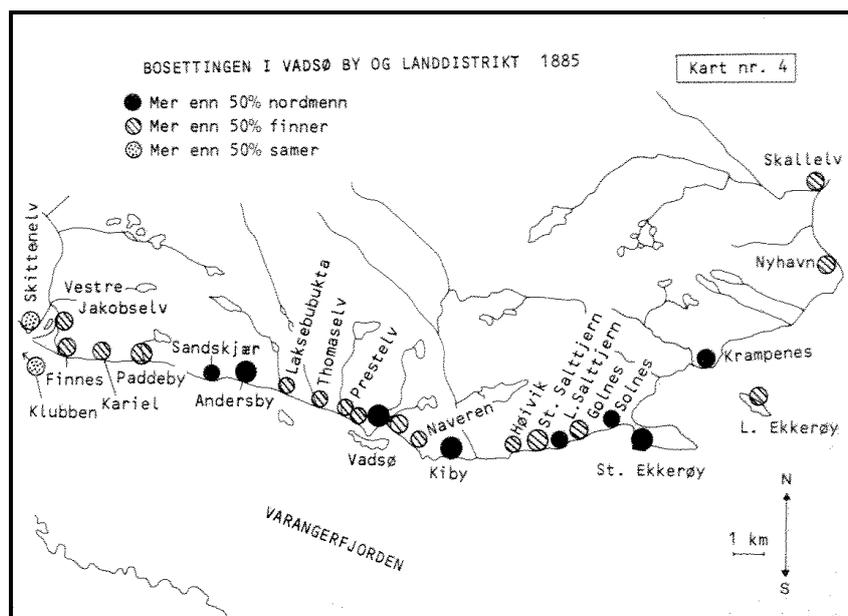 BOSETTINGEN I VADSØ BY OG LANDDISTRIKT 1885
Kart nr. 4
Mer enn 50% nordmenn
Mer enn 50% finner
Mer enn 50% samer
Skallelv
Nyhavn
Skittenelv
Vestre
Jakobselv
Finnes
Klubben
Kariel
Paddeby
Sandskjær
Andersby
Laksebubukta
Thomaselv
Prestelv
Vadsø
Naveren
Kiby
Høivik
St. Salttjern
L.Salttjern
Golnes
Solnes
St. Ekkerøy
Krampenes
L. Ekkerøy
VARANGERFJORDEN
1 km
N
S